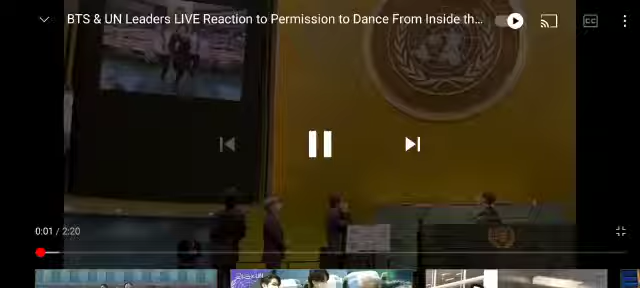 BTS & UN Leaders LIVE Reaction to Permission to Dance From Inside th...
CC
0:01 / 2:20